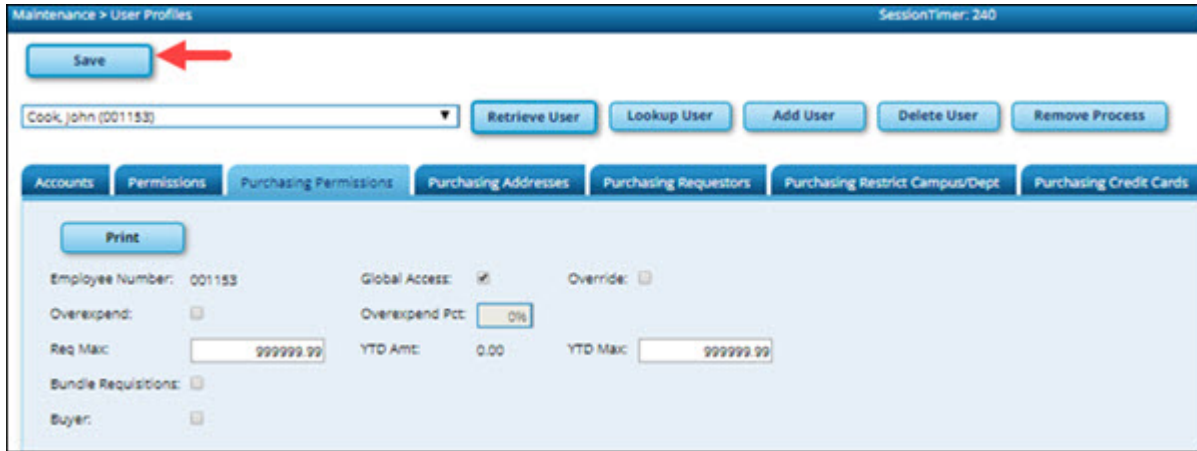 Maintenance > User Profiles SessionTimer: 240
Save
Cook, John (001153) Retrieve User Lookup User Add User Delete User Remove Process
Accounts Permissions Purchasing Permissions Purchasing Addresses Purchasing Requestors Purchasing Restrict Campus/Dept Purchasing Credit Cards
Print
Employee Number: 001153 Global Access: Override:
Overexpend: Overexpend Pct: 0%
Req Max: 999999.99 YTD Amt: 0.00 YTD Max: 999999.99
Bundle Requisitions:
Buyer: